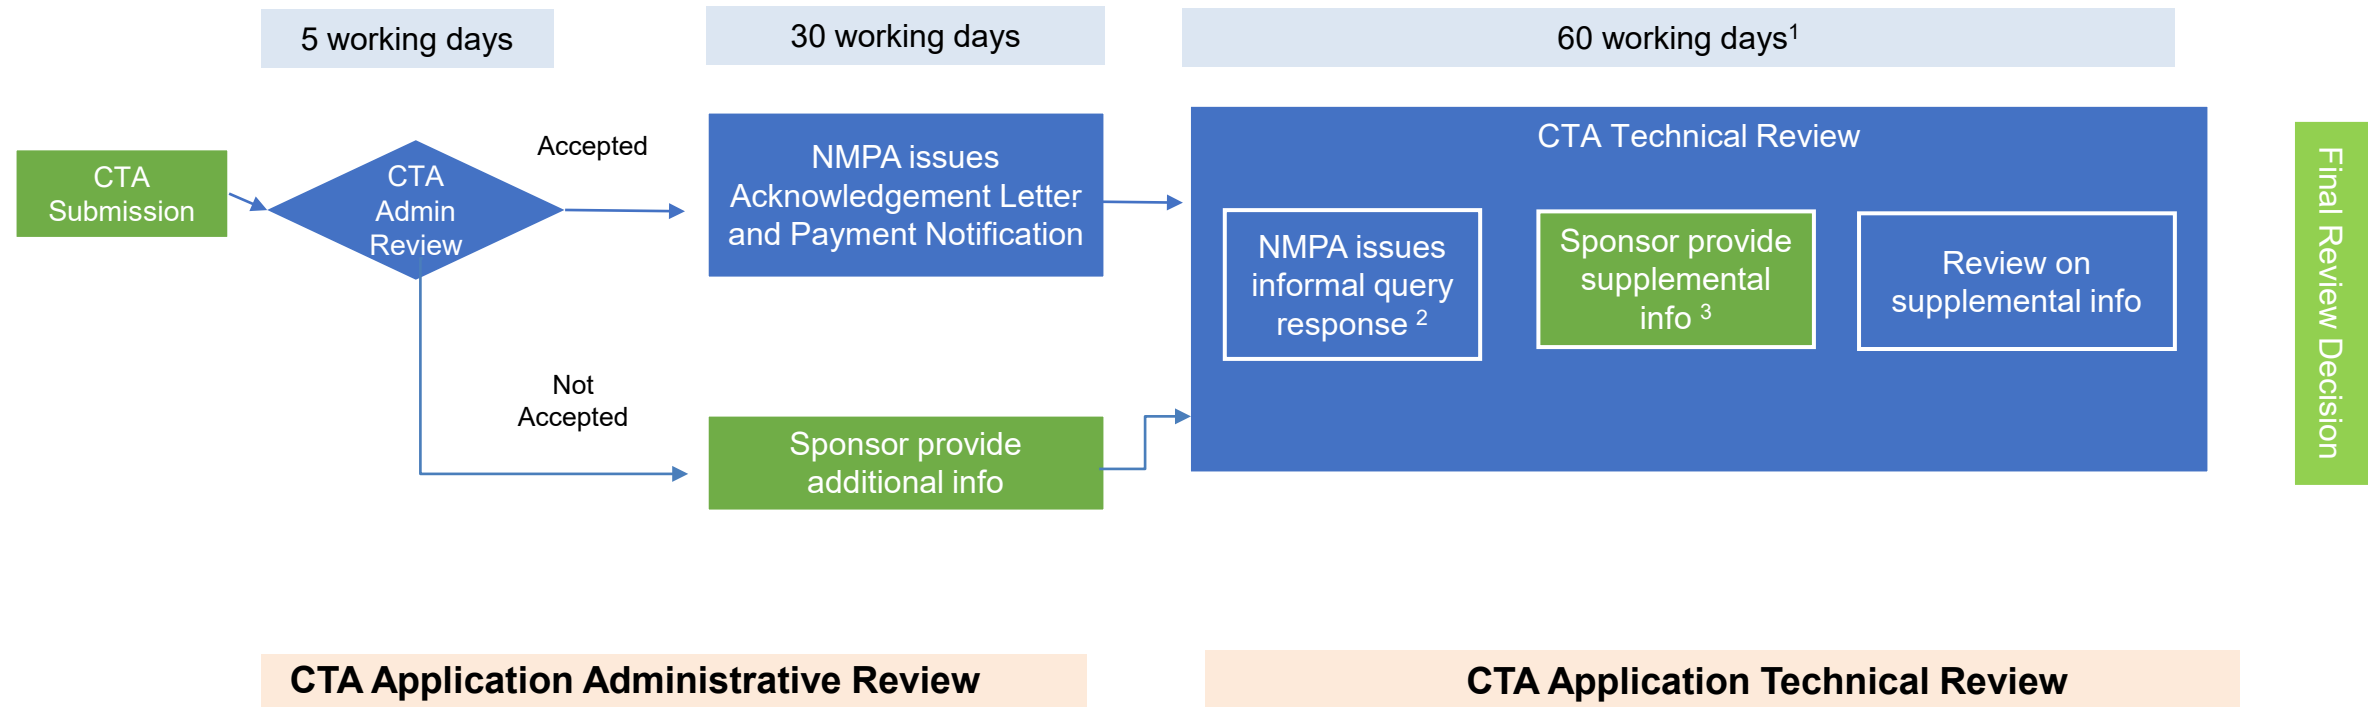 5 working days
30 working days
60 working days¹
CTA
Submission
CTA
Admin
Review
Accepted
NMPA issues
Acknowledgement Letter
and Payment Notification
CTA Technical Review
NMPA issues
informal query
response ²
Sponsor provide
supplemental
info ³
Review on
supplemental info
Final Review Decision
Not
Accepted
Sponsor provide
additional info
CTA Application Administrative Review
CTA Application Technical Review